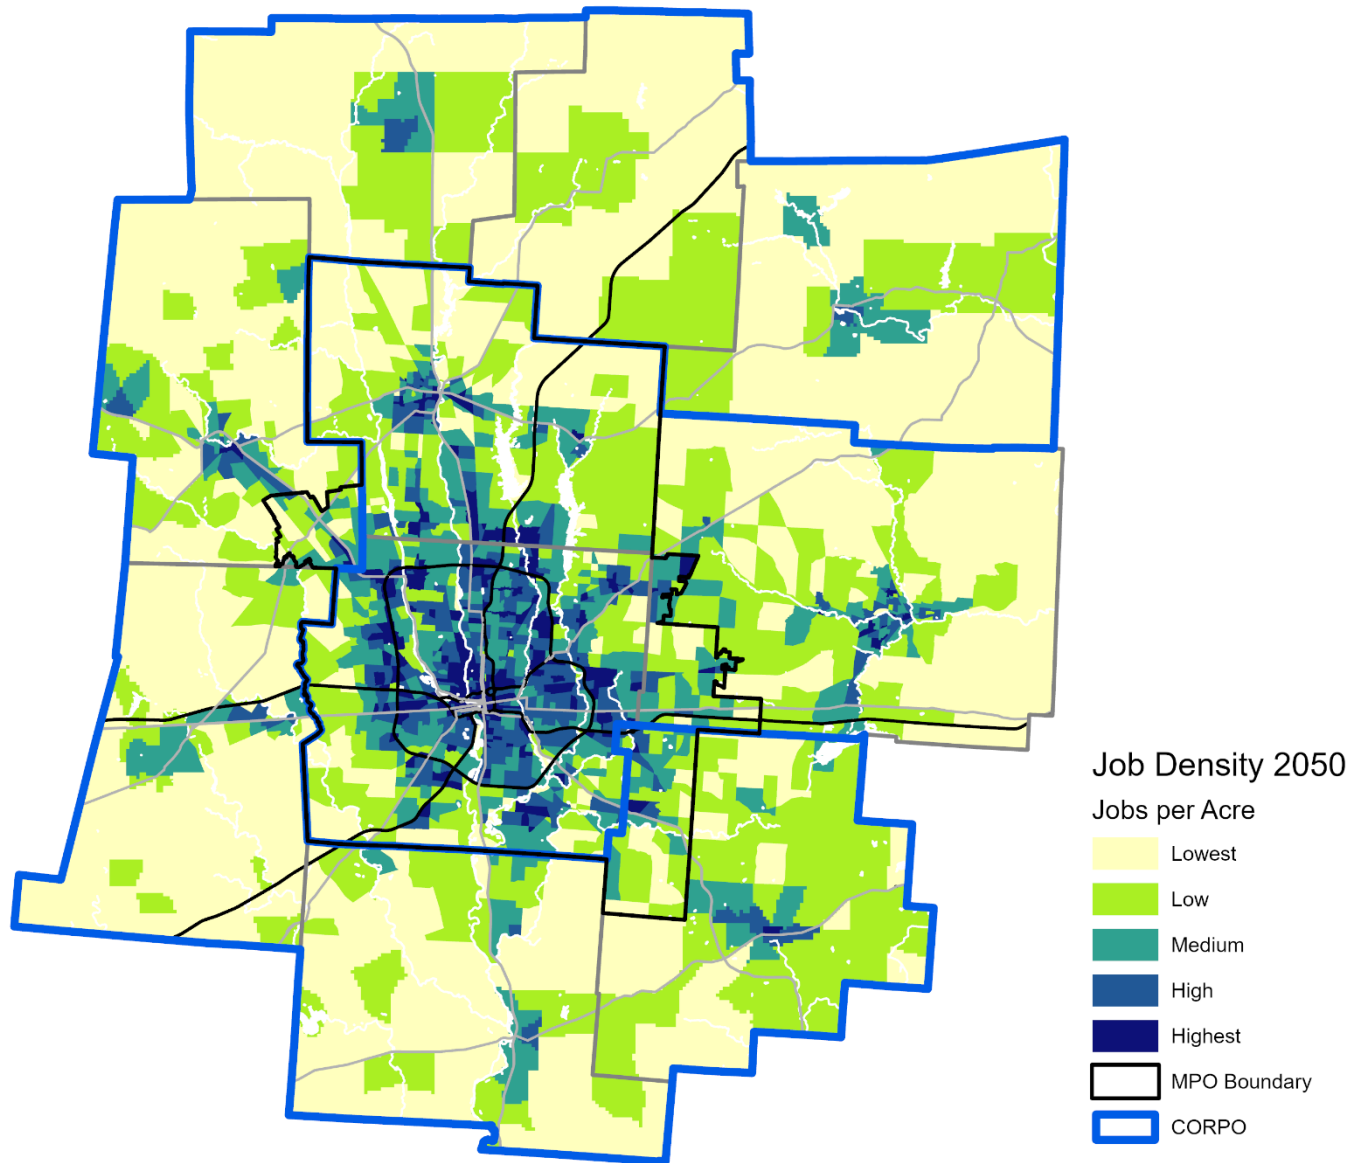 Job Density 2050
Jobs per Acre
Lowest
Low
Medium
High
Highest
MPO Boundary
CORPO